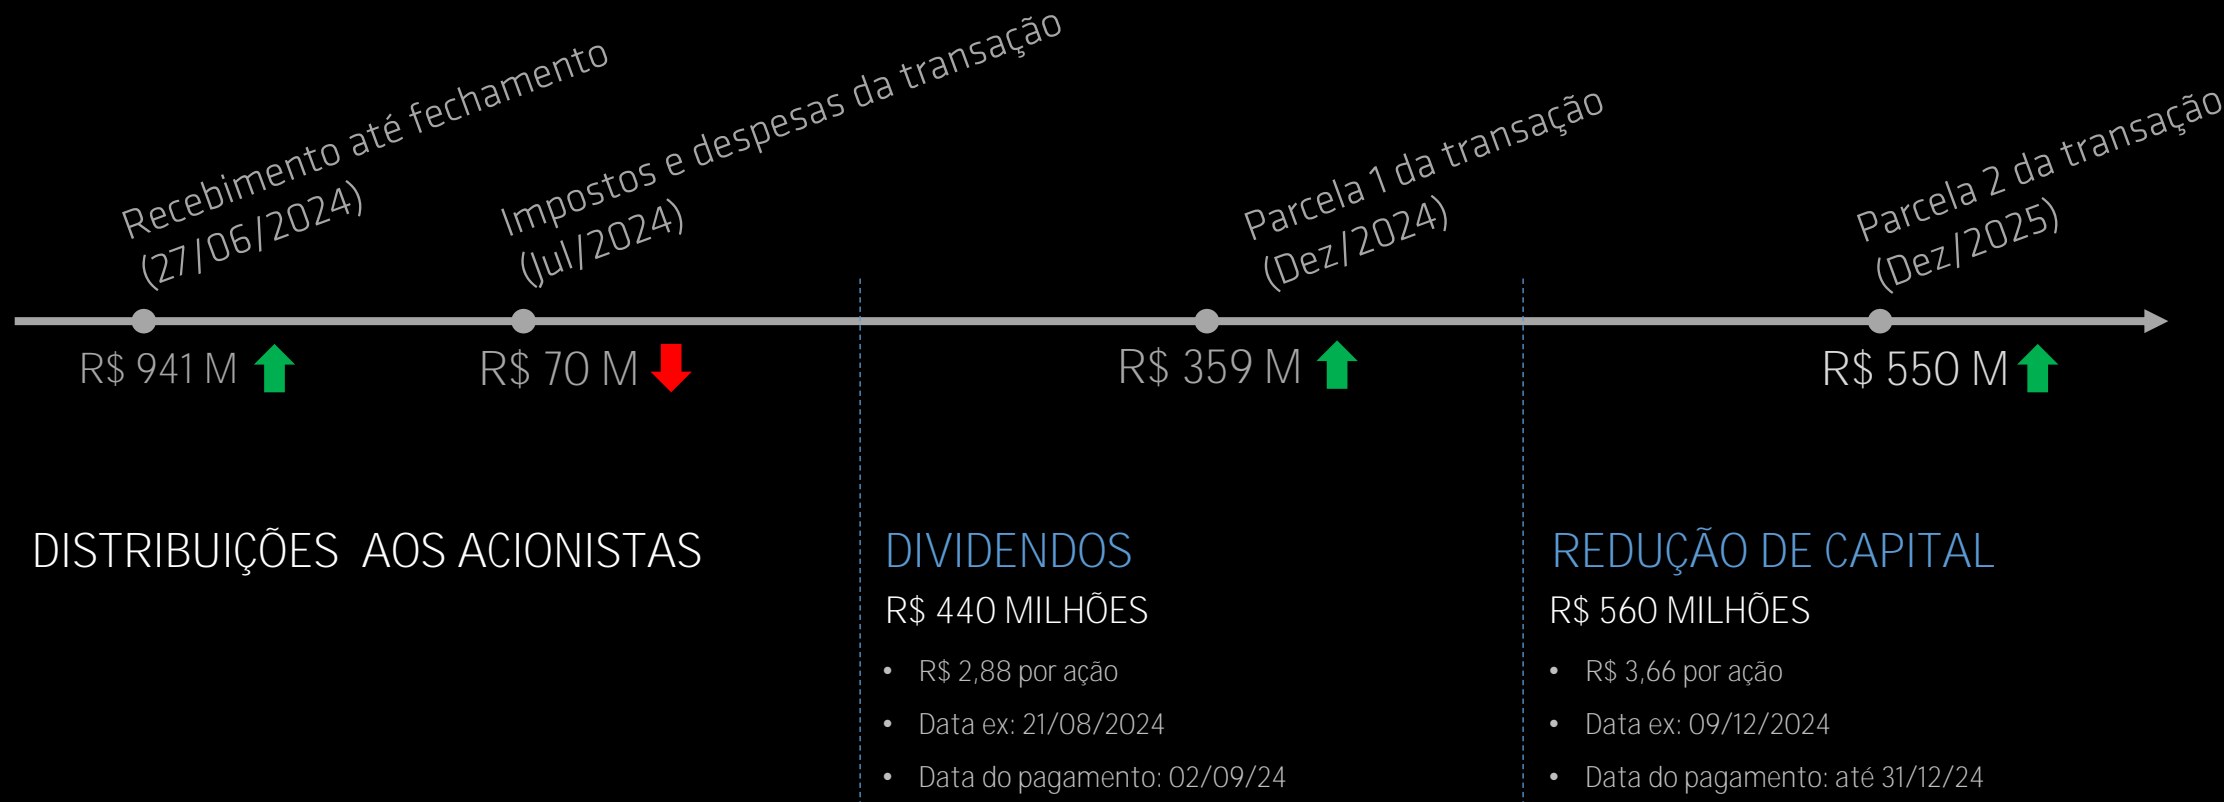 Recebimento até fechamento
(27/06/2024)
Impostos e despesas da transação
(Jul/2024)
Parcela 1 da transação
(Dez/2024)
Parcela 2 da transação
(Dez/2025)
R$ 941 M
R$ 70 M
R$ 359 M
R$ 550 M
DISTRIBUIÇÕES AOS ACIONISTAS
DIVIDENDOS
R$ 440 MILHÕES
• R$ 2,88 por ação
• Data ex: 21/08/2024
• Data do pagamento: 02/09/24
REDUÇÃO DE CAPITAL
R$ 560 MILHÕES
• R$ 3,66 por ação
• Data ex: 09/12/2024
• Data do pagamento: até 31/12/24